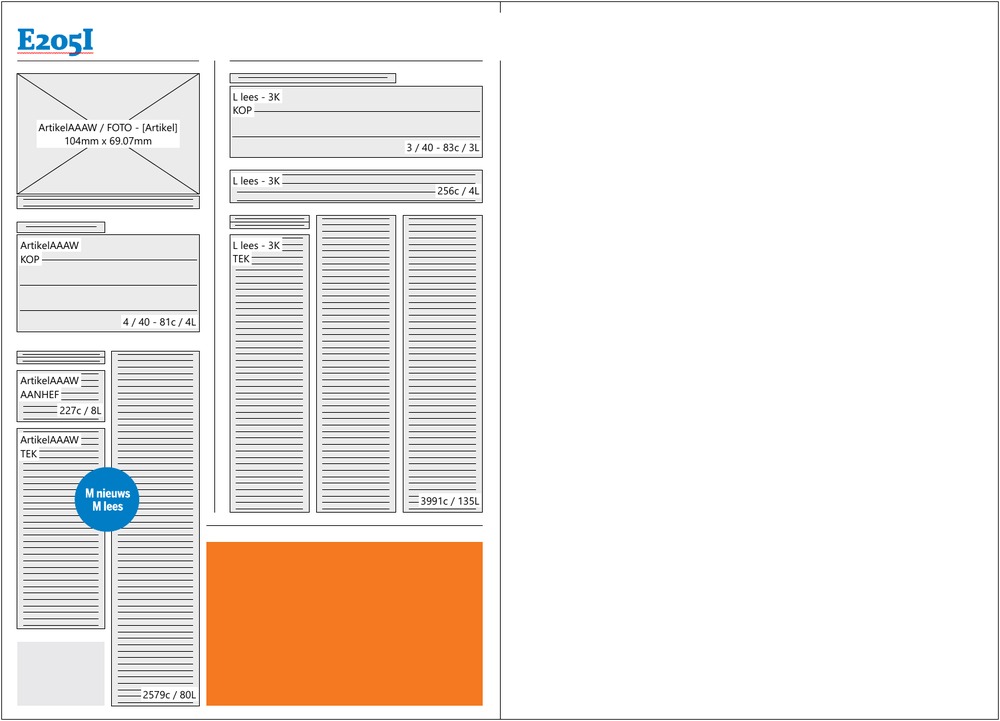 E205I
ArtikelAAAW / FOTO - [Artikel]
104mm x 69.07mm
ArtikelAAAW
KOP
4 / 40 - 81c / 4L
ArtikelAAAW
AANHEF
227c / 8L
ArtikelAAAW
TEK
M nieuws
M lees
2579c / 80L
L lees - 3K
KOP
3 / 40 - 83c / 3L
L lees - 3K
256c / 4L
L lees - 3K
TEK
3991c / 135L